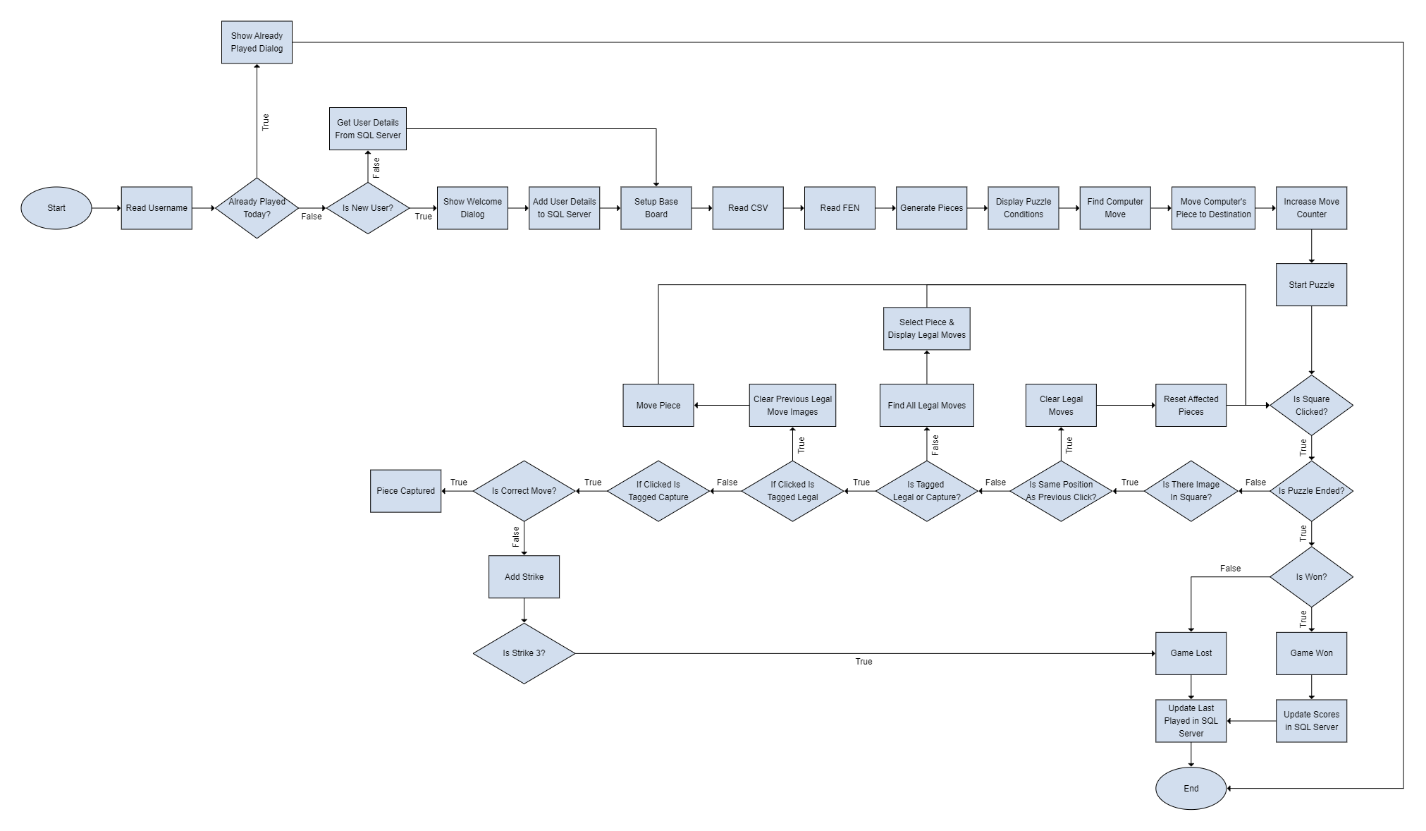 Show Already
Played Dialog
True
Get User Details
From SQL Server
False
Start
Read Username
Already Played
Today?
False
Is New User?
True
Show Welcome
Dialog
Add User Details
to SQL Server
Setup Base
Board
Read CSV
Read FEN
Generate Pieces
Display Puzzle
Conditions
Find Computer
Move
Move Computer's
Piece to Destination
Increase Move
Counter
Start Puzzle
Select Piece &
Display Legal Moves
Move Piece
Clear Previous Legal
Move Images
Find All Legal Moves
Clear Legal
Moves
Reset Affected
Pieces
Is Square
Clicked?
True
False
True
True
Piece Captured
True
Is Correct Move?
True
If Clicked Is
Tagged Capture
False
If Clicked Is
Tagged Legal
True
Is Tagged
Legal or Capture?
False
Is Same Position
As Previous Click?
True
Is There Image
In Square?
False
Is Puzzle Ended?
False
True
Add Strike
False
Is Won?
True
Is Strike 3?
True
Game Lost
Game Won
Update Last
Played in SQL
Server
Update Scores
in SQL Server
End